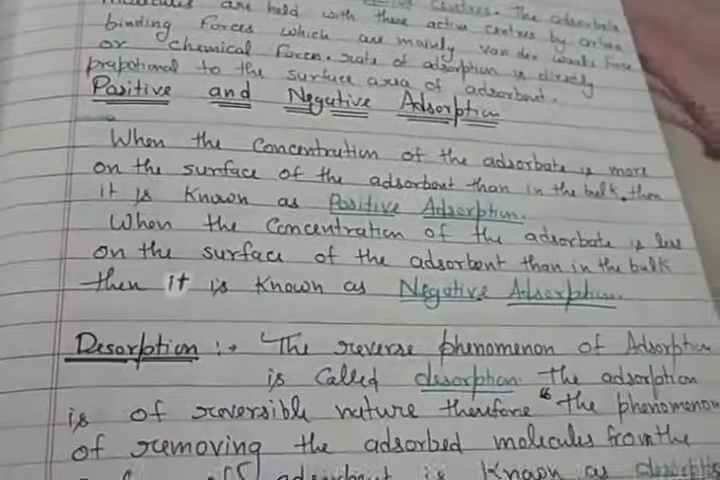 are held with these active centres. The adsorbate
binding Forces which are mainly van der waals Force
or chemical Forces. rate of adsorption is directly
propotional to the surface area of adsorbent.
Positive and Negative Adsorption
When the Concentration of the adsorbate is more
on the surface of the adsorbent than in the bulk. then
it is Known as Positive Adsorption.
When the Concentration of the adsorbate is less
on the surface of the adsorbent than in the bulk
then it is Known as Negative Adsorption.
Desorption :→ The reverse phenomenon of Adsorption
is Called desorption The adsorption
is of reversible nature therefore "the phenomenon
of removing the adsorbed molecules from the
adsorbent is Known as desorption